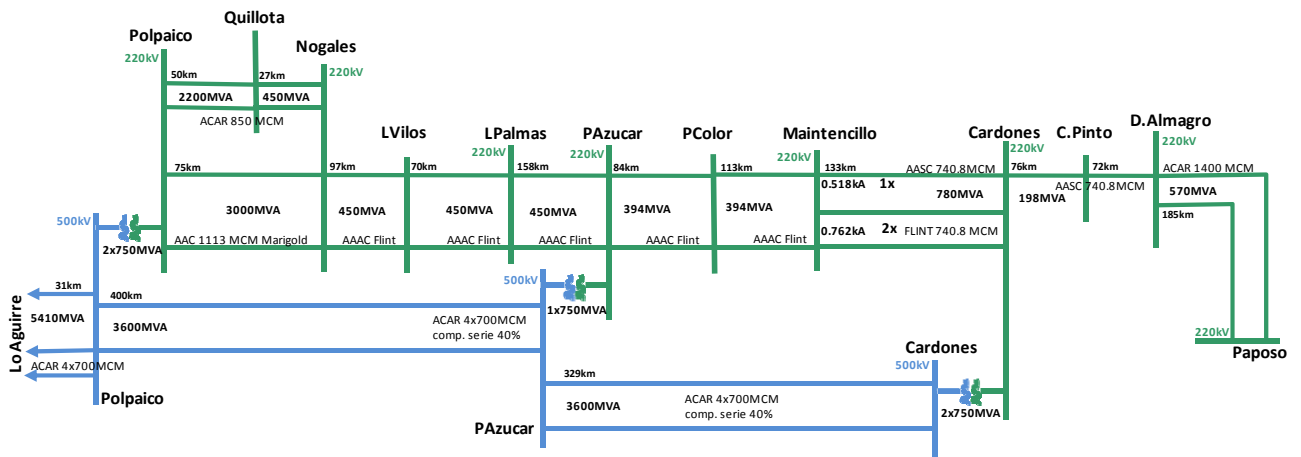 Quillota
Polpaico
Nogales
220kV
220kV
50km
27km
2200MVA
450MVA
ACAR 850 MCM
LVilos
LPalmas
PAzucar
PColor
Maintencillo
Cardones
C.Pinto
D.Almagro
220kV
220kV
220kV
220kV
220kV
75km
97km
70km
158km
84km
113km
133km
AASC 740.8MCM
76km
72km
ACAR 1400 MCM
0.518kA
1x
780MVA
198MVA
AASC 740.8MCM
570MVA
185km
3000MVA
450MVA
450MVA
450MVA
394MVA
394MVA
0.762kA
2x
FLINT 740.8 MCM
AAC 1113 MCM Marigold
AAAC Flint
AAAC Flint
AAAC Flint
AAAC Flint
AAAC Flint
500kV
2x750MVA
500kV
1x750MVA
31km
400km
5410MVA
3600MVA
ACAR 4x700MCM
comp. serie 40%
Lo Aguirre
ACAR 4x700MCM
Polpaico
220kV
Paposo
Cardones
500kV
329km
3600MVA
ACAR 4x700MCM
comp. serie 40%
2x750MVA
PAzucar